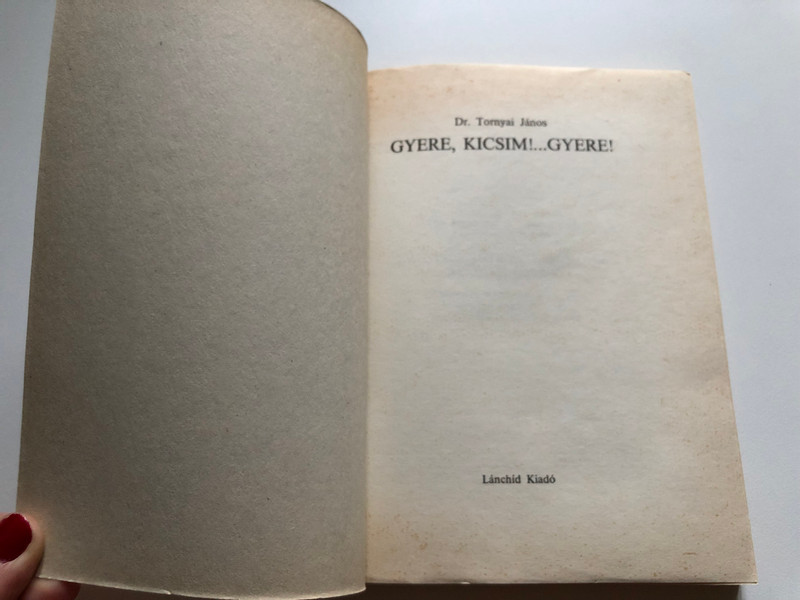 Dr. Tornyai János
GYERE, KICSIM!...GYERE!
Lánchíd Kiadó